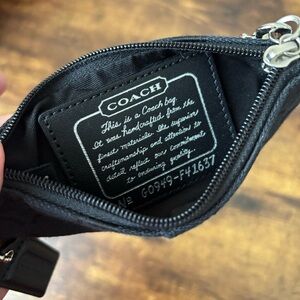 COACH
This is a Coach bag.
It was handcrafted from the
finest materials. Its superior
craftsmanship and attention to
detail reflect our commitment
to enduring quality.
No G0949-F41637